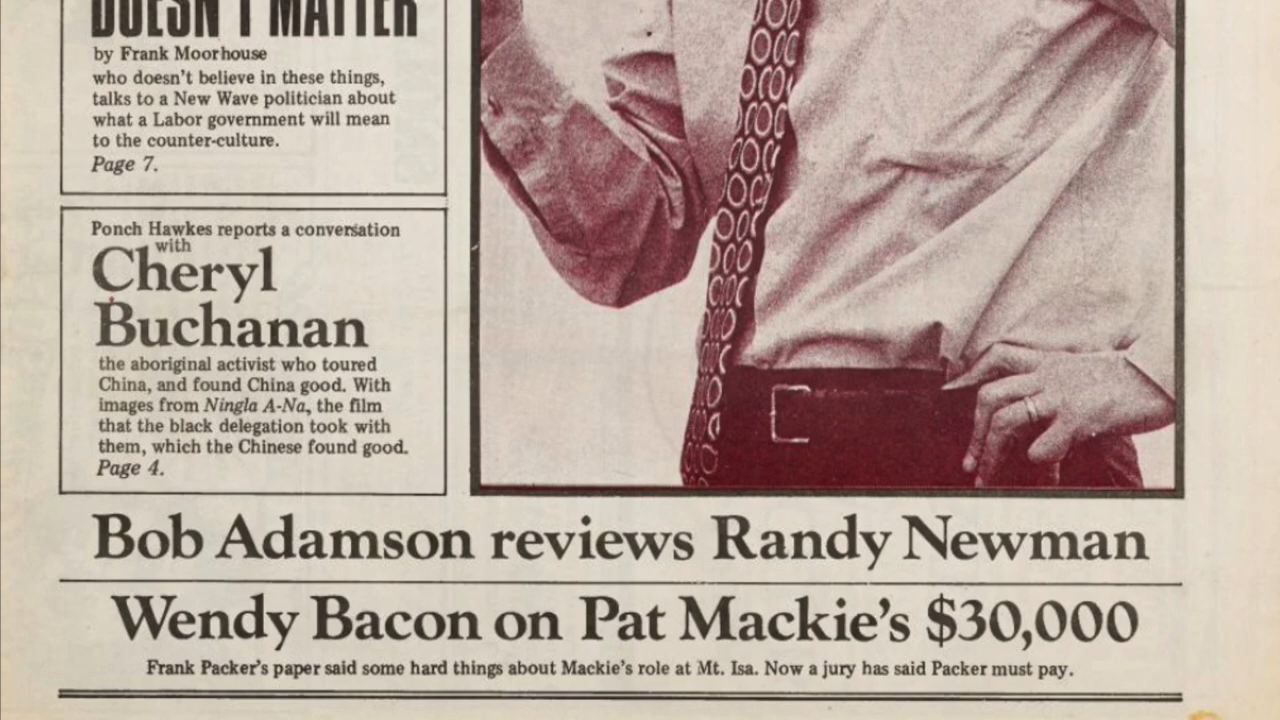 DOESN'T MATTER
by Frank Moorhouse
who doesn't believe in these things,
talks to a New Wave politician about
what a Labor government will mean
to the counter-culture.
Page 7.
Ponch Hawkes reports a conversation
with
Cheryl
Buchanan
the aboriginal activist who toured
China, and found China good. With
images from Ningla A-Na, the film
that the black delegation took with
them, which the Chinese found good.
Page 4.
Bob Adamson reviews Randy Newman
Wendy Bacon on Pat Mackie's $30,000
Frank Packer's paper said some hard things about Mackie's role at Mt. Isa. Now a jury has said Packer must pay.